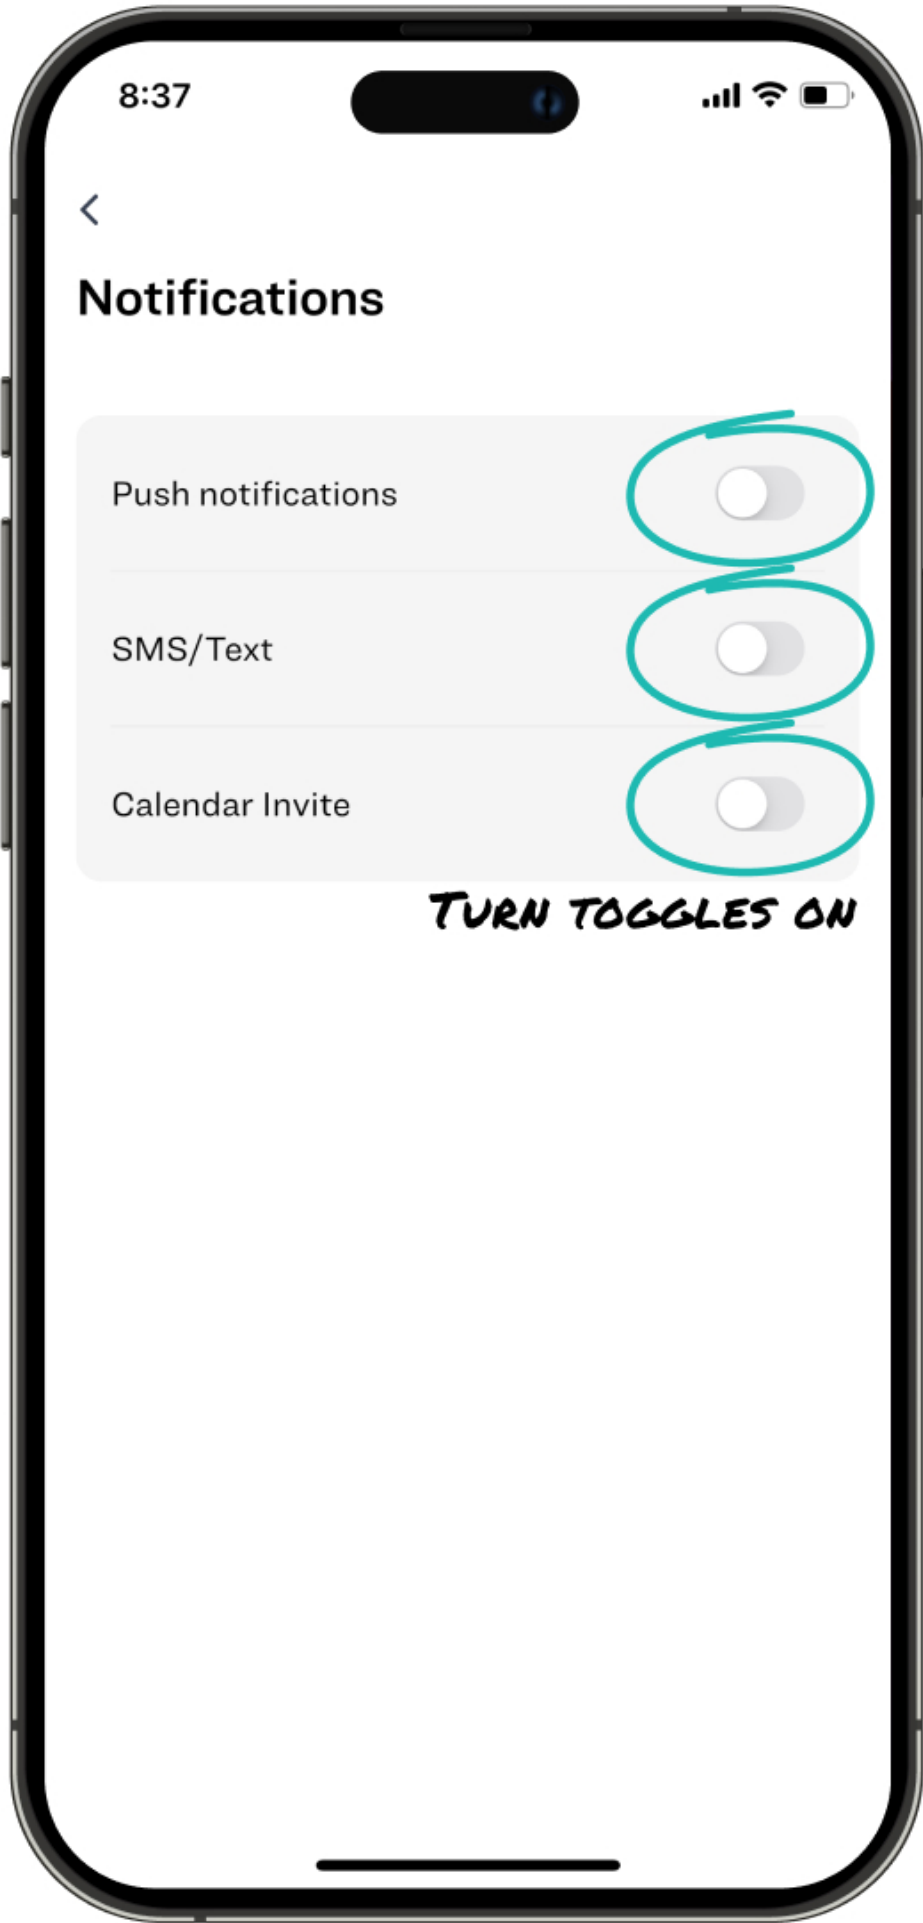 8:37
Notifications
Push notifications
SMS/Text
Calendar Invite
Turn toggles on